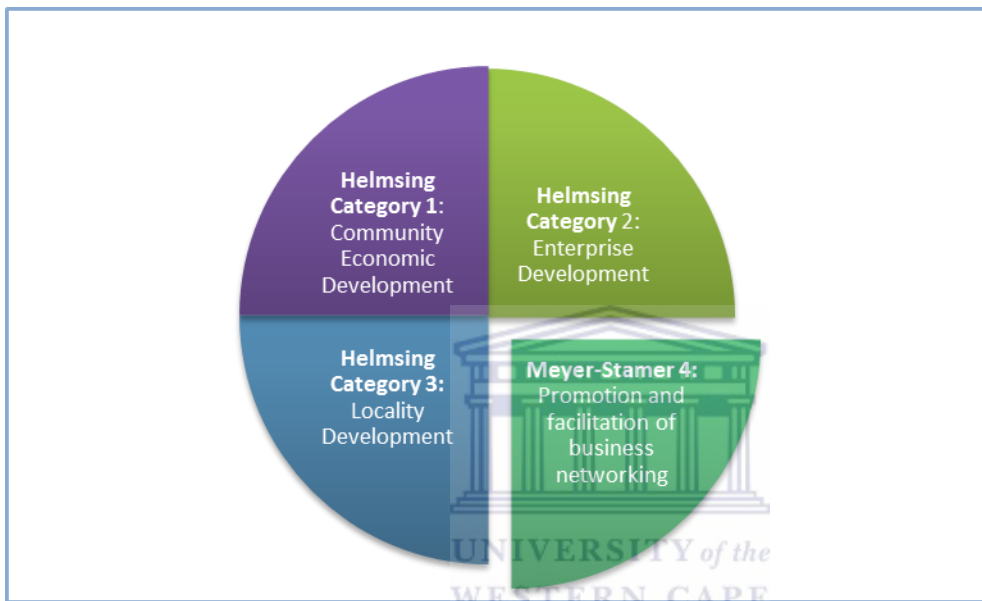 Helmsing
Category 1:
Community
Economic
Development
Helmsing
Category 2:
Enterprise
Development
Helmsing
Category 3:
Locality
Development
Meyer-Stamer 4:
Promotion and
facilitation of
business
networking
UNIVERSITY of the
WESTERN CAPE